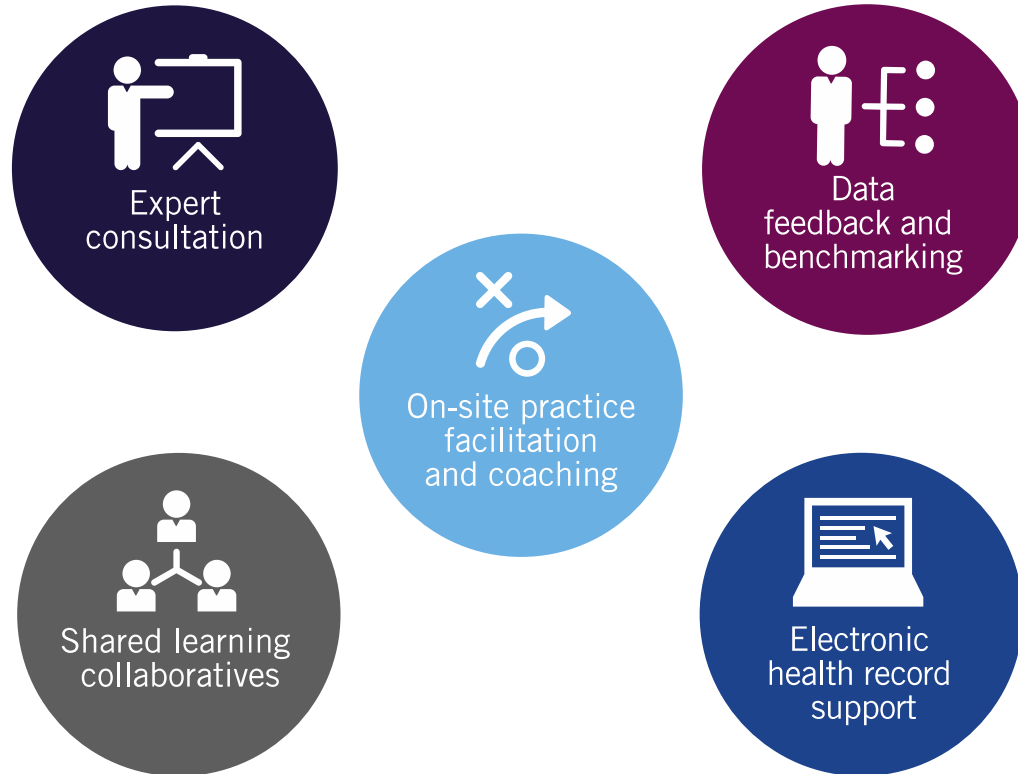 Expert
consultation
Data
feedback and
benchmarking
On-site practice
facilitation
and coaching
Shared learning
collaboratives
Electronic
health record
support